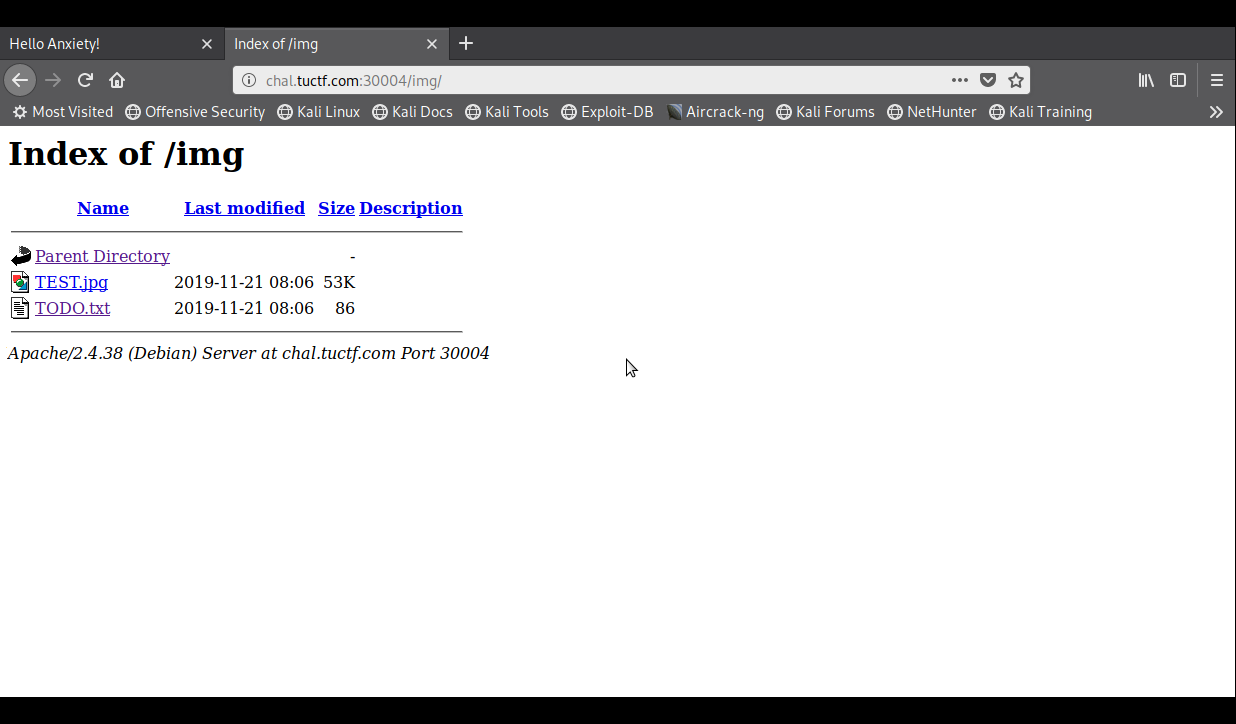 Hello Anxiety!
Index of /img
chal.tuctf.com:30004/img/
Most Visited Offensive Security Kali Linux Kali Docs Kali Tools Exploit-DB Aircrack-ng Kali Forums NetHunter Kali Training
Index of /img
Name Last modified Size Description
Parent Directory -
TEST.jpg 2019-11-21 08:06 53K
TODO.txt 2019-11-21 08:06 86
Apache/2.4.38 (Debian) Server at chal.tuctf.com Port 30004